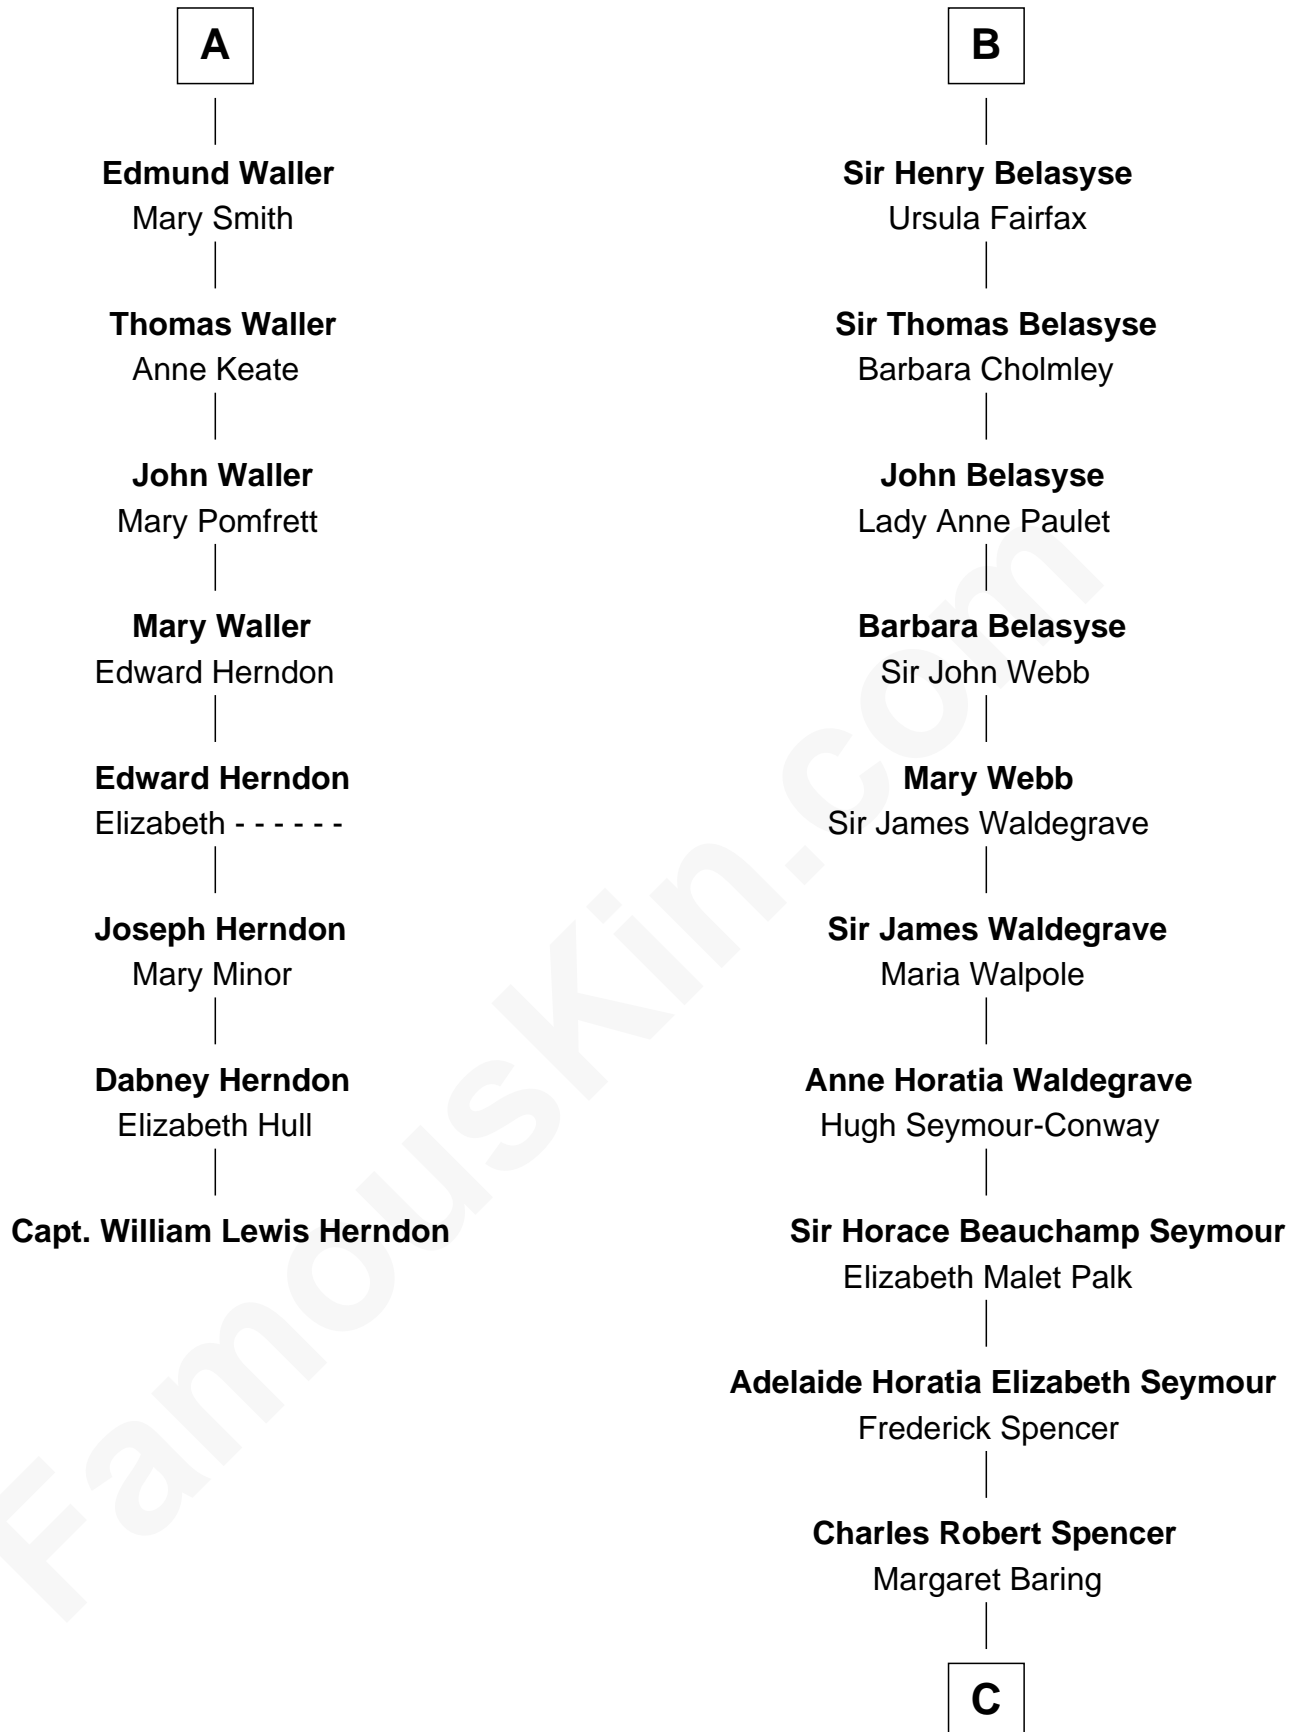 A
Edmund Waller
Mary Smith
Thomas Waller
Anne Keate
John Waller
Mary Pomfrett
Mary Waller
Edward Herndon
Edward Herndon
Elizabeth - - - - - -
Joseph Herndon
Mary Minor
Dabney Herndon
Elizabeth Hull
Capt. William Lewis Herndon
B
Sir Henry Belasyse
Ursula Fairfax
Sir Thomas Belasyse
Barbara Cholmley
John Belasyse
Lady Anne Paulet
Barbara Belasyse
Sir John Webb
Mary Webb
Sir James Waldegrave
Sir James Waldegrave
Maria Walpole
Anne Horatia Waldegrave
Hugh Seymour-Conway
Sir Horace Beauchamp Seymour
Elizabeth Malet Palk
Adelaide Horatia Elizabeth Seymour
Frederick Spencer
Charles Robert Spencer
Margaret Baring
C
FamousKin.com